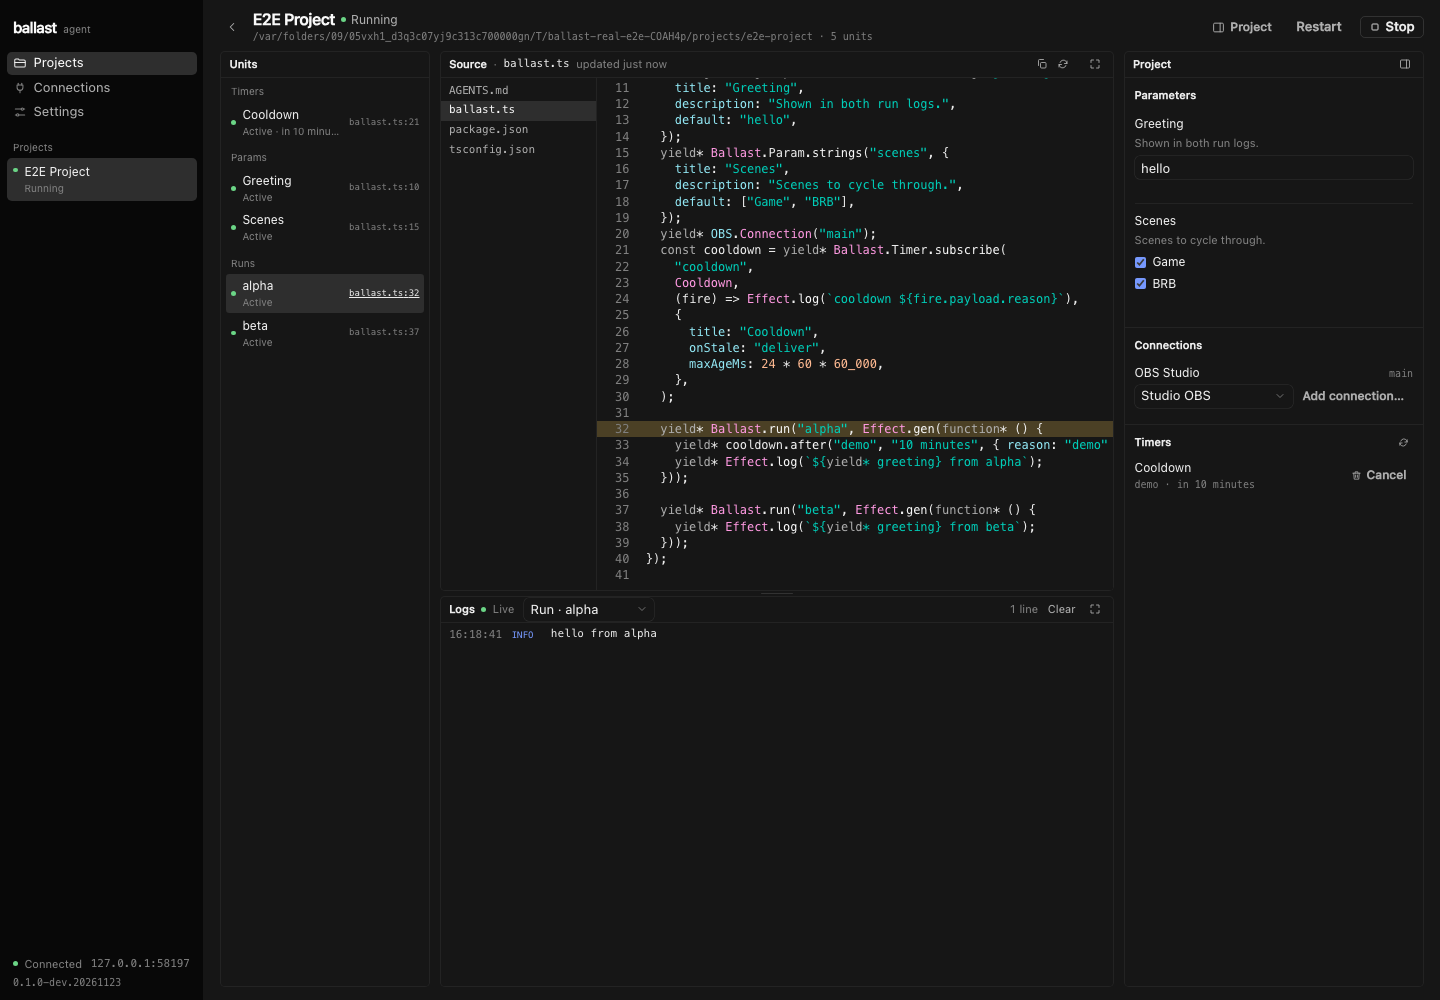 ballast agent
Projects
Connections
Settings
Projects
E2E Project
Running
Connected 127.0.0.1:58197
0.1.0-dev.20261123
E2E Project Running
/var/folders/09/05vxh1_d3q3c07yj9c313c700000gn/T/ballast-real-e2e-COAH4p/projects/e2e-project · 5 units
Project Restart Stop
Units
Timers
Cooldown
Active · in 10 minu... ballast.ts:21
Params
Greeting
Active ballast.ts:10
Scenes
Active ballast.ts:15
Runs
alpha
Active ballast.ts:32
beta
Active ballast.ts:37
Source · ballast.ts updated just now
AGENTS.md
ballast.ts
package.json
tsconfig.json
11 title: "Greeting",
12 description: "Shown in both run logs.",
13 default: "hello",
14 });
15 yield* Ballast.Param.strings("scenes", {
16 title: "Scenes",
17 description: "Scenes to cycle through.",
18 default: ["Game", "BRB"],
19 });
20 yield* OBS.Connection("main");
21 const cooldown = yield* Ballast.Timer.subscribe(
22 "cooldown",
23 Cooldown,
24 (fire) => Effect.log(`cooldown ${fire.payload.reason}`),
25 {
26 title: "Cooldown",
27 onStale: "deliver",
28 maxAgeMs: 24 * 60 * 60_000,
29 },
30 );
31
32 yield* Ballast.run("alpha", Effect.gen(function* () {
33 yield* cooldown.after("demo", "10 minutes", { reason: "demo"
34 yield* Effect.log(`${yield* greeting} from alpha`);
35 }));
36
37 yield* Ballast.run("beta", Effect.gen(function* () {
38 yield* Effect.log(`${yield* greeting} from beta`);
39 }));
40 });
41
Logs Live Run · alpha 1 line Clear
16:18:41 INFO hello from alpha
Project
Parameters
Greeting
Shown in both run logs.
hello
Scenes
Scenes to cycle through.
Game
BRB
Connections
OBS Studio main
Studio OBS Add connection...
Timers
Cooldown
demo · in 10 minutes Cancel